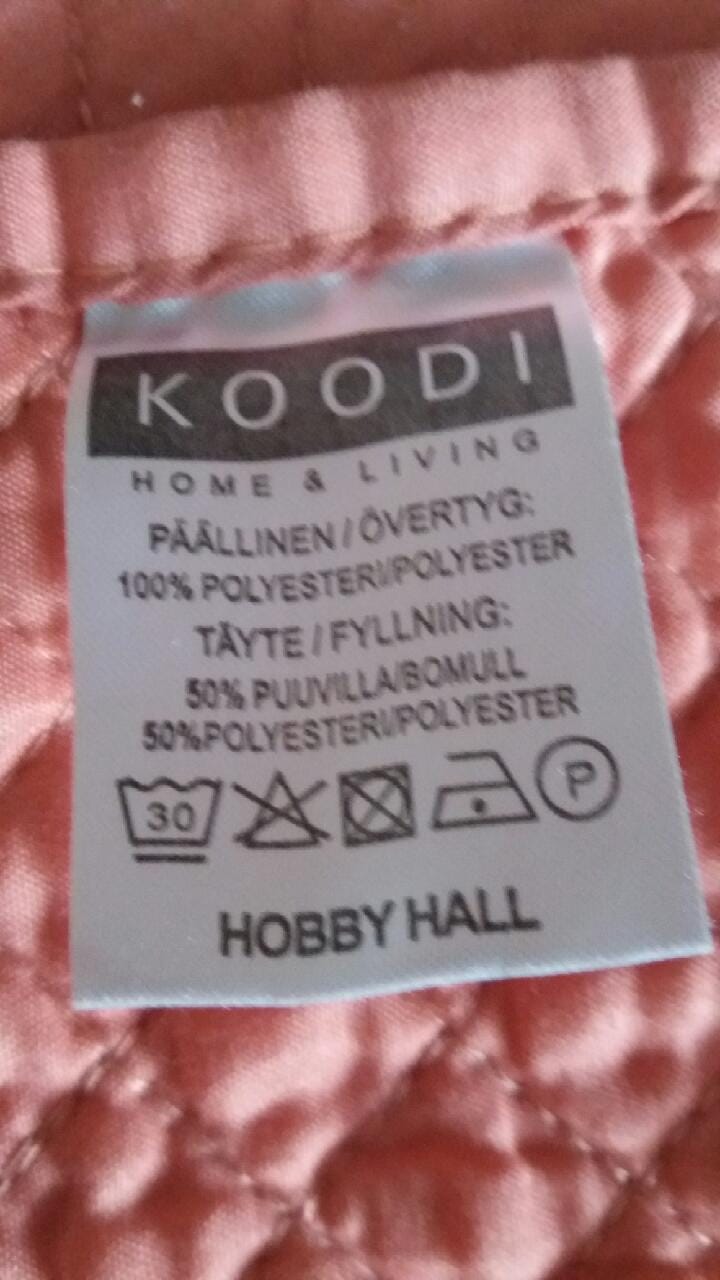 KOODI
HOME & LIVING
PÄÄLLINEN / ÖVERTYG:
100% POLYESTERI/POLYESTER
TÄYTE / FYLLNING:
50% PUUVILLA/BOMULL
50%POLYESTERI/POLYESTER
30 P
HOBBY HALL